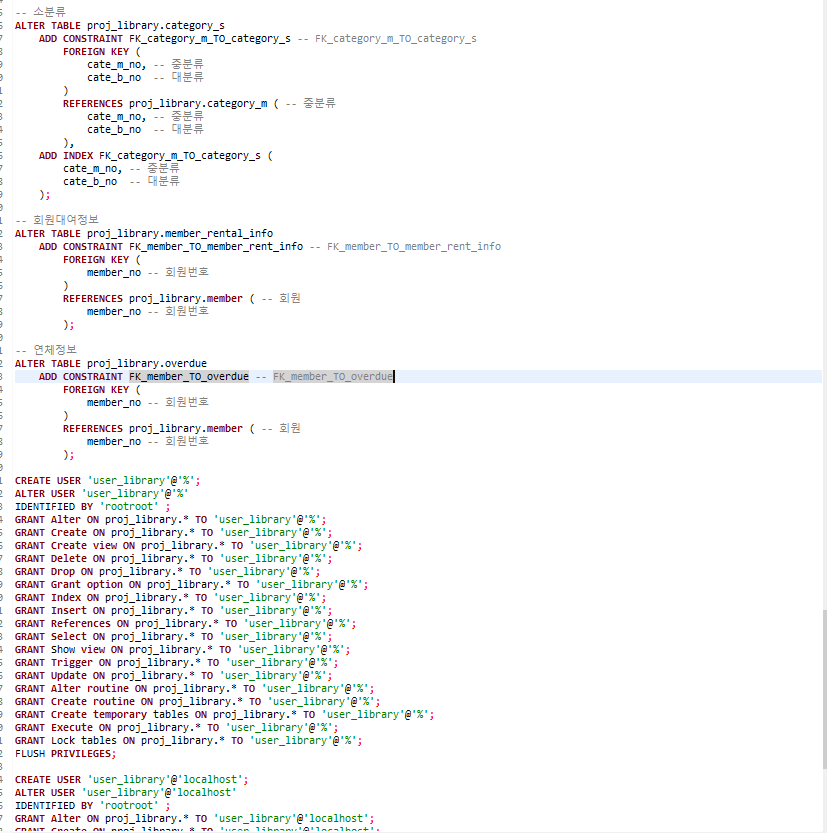 -- 소분류
ALTER TABLE proj_library.category_s
ADD CONSTRAINT FK_category_m_TO_category_s -- FK_category_m_TO_category_s
FOREIGN KEY (
cate_m_no, -- 중분류
cate_b_no  -- 대분류
)
REFERENCES proj_library.category_m ( -- 중분류
cate_m_no, -- 중분류
cate_b_no  -- 대분류
),
ADD INDEX FK_category_m_TO_category_s (
cate_m_no, -- 중분류
cate_b_no  -- 대분류
);
-- 회원대여정보
ALTER TABLE proj_library.member_rental_info
ADD CONSTRAINT FK_member_TO_member_rent_info -- FK_member_TO_member_rent_info
FOREIGN KEY (
member_no -- 회원번호
)
REFERENCES proj_library.member ( -- 회원
member_no -- 회원번호
);
-- 연체정보
ALTER TABLE proj_library.overdue
ADD CONSTRAINT FK_member_TO_overdue -- FK_member_TO_overdue
FOREIGN KEY (
member_no -- 회원번호
)
REFERENCES proj_library.member ( -- 회원
member_no -- 회원번호
);
CREATE USER 'user_library'@'%';
ALTER USER 'user_library'@'%'
IDENTIFIED BY 'rootroot' ;
GRANT Alter ON proj_library.* TO 'user_library'@'%';
GRANT Create ON proj_library.* TO 'user_library'@'%';
GRANT Create view ON proj_library.* TO 'user_library'@'%';
GRANT Delete ON proj_library.* TO 'user_library'@'%';
GRANT Drop ON proj_library.* TO 'user_library'@'%';
GRANT Grant option ON proj_library.* TO 'user_library'@'%';
GRANT Index ON proj_library.* TO 'user_library'@'%';
GRANT Insert ON proj_library.* TO 'user_library'@'%';
GRANT References ON proj_library.* TO 'user_library'@'%';
GRANT Select ON proj_library.* TO 'user_library'@'%';
GRANT Show view ON proj_library.* TO 'user_library'@'%';
GRANT Trigger ON proj_library.* TO 'user_library'@'%';
GRANT Update ON proj_library.* TO 'user_library'@'%';
GRANT Alter routine ON proj_library.* TO 'user_library'@'%';
GRANT Create routine ON proj_library.* TO 'user_library'@'%';
GRANT Create temporary tables ON proj_library.* TO 'user_library'@'%';
GRANT Execute ON proj_library.* TO 'user_library'@'%';
GRANT Lock tables ON proj_library.* TO 'user_library'@'%';
FLUSH PRIVILEGES;
CREATE USER 'user_library'@'localhost';
ALTER USER 'user_library'@'localhost'
IDENTIFIED BY 'rootroot' ;
GRANT Alter ON proj_library.* TO 'user_library'@'localhost';
GRANT Create ON proj_library.* TO 'user_library'@'localhost';